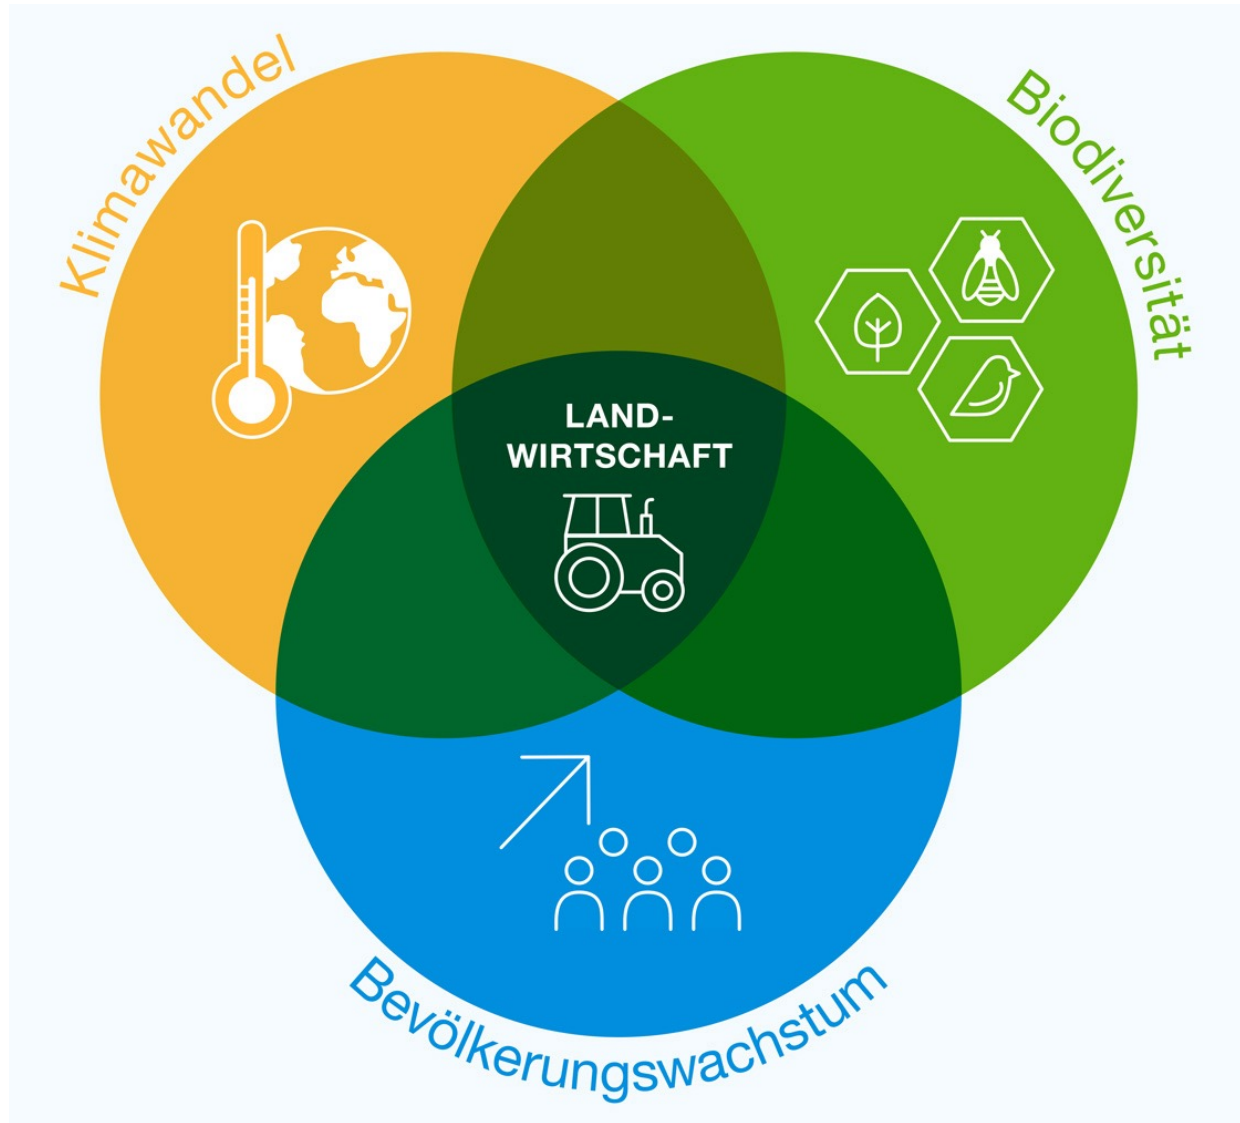 Klimawandel
Biodiversität
LAND-
WIRTSCHAFT
Bevölkerungswachstum